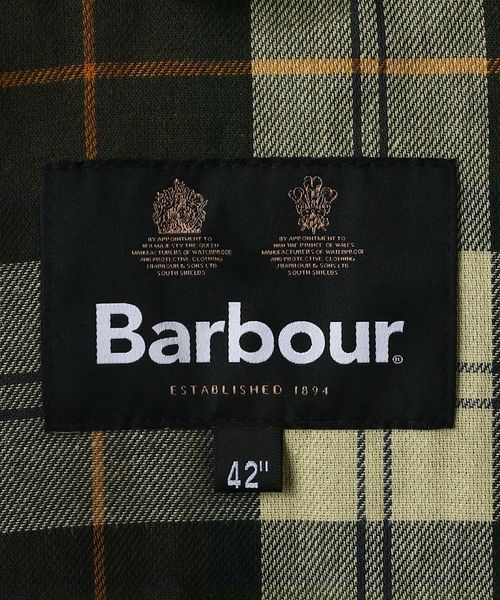 BY APPOINTMENT TO
HER MAJESTY THE QUEEN
MANUFACTURERS OF WATERPROOF
AND PROTECTIVE CLOTHING
J BARBOUR & SONS LTD
SOUTH SHIELDS
BY APPOINTMENT TO
HRH THE PRINCE OF WALES
MANUFACTURERS OF WATERPROOF
AND PROTECTIVE CLOTHING
J BARBOUR & SONS LTD
SOUTH SHIELDS
Barbour®
ESTABLISHED 1894
42"